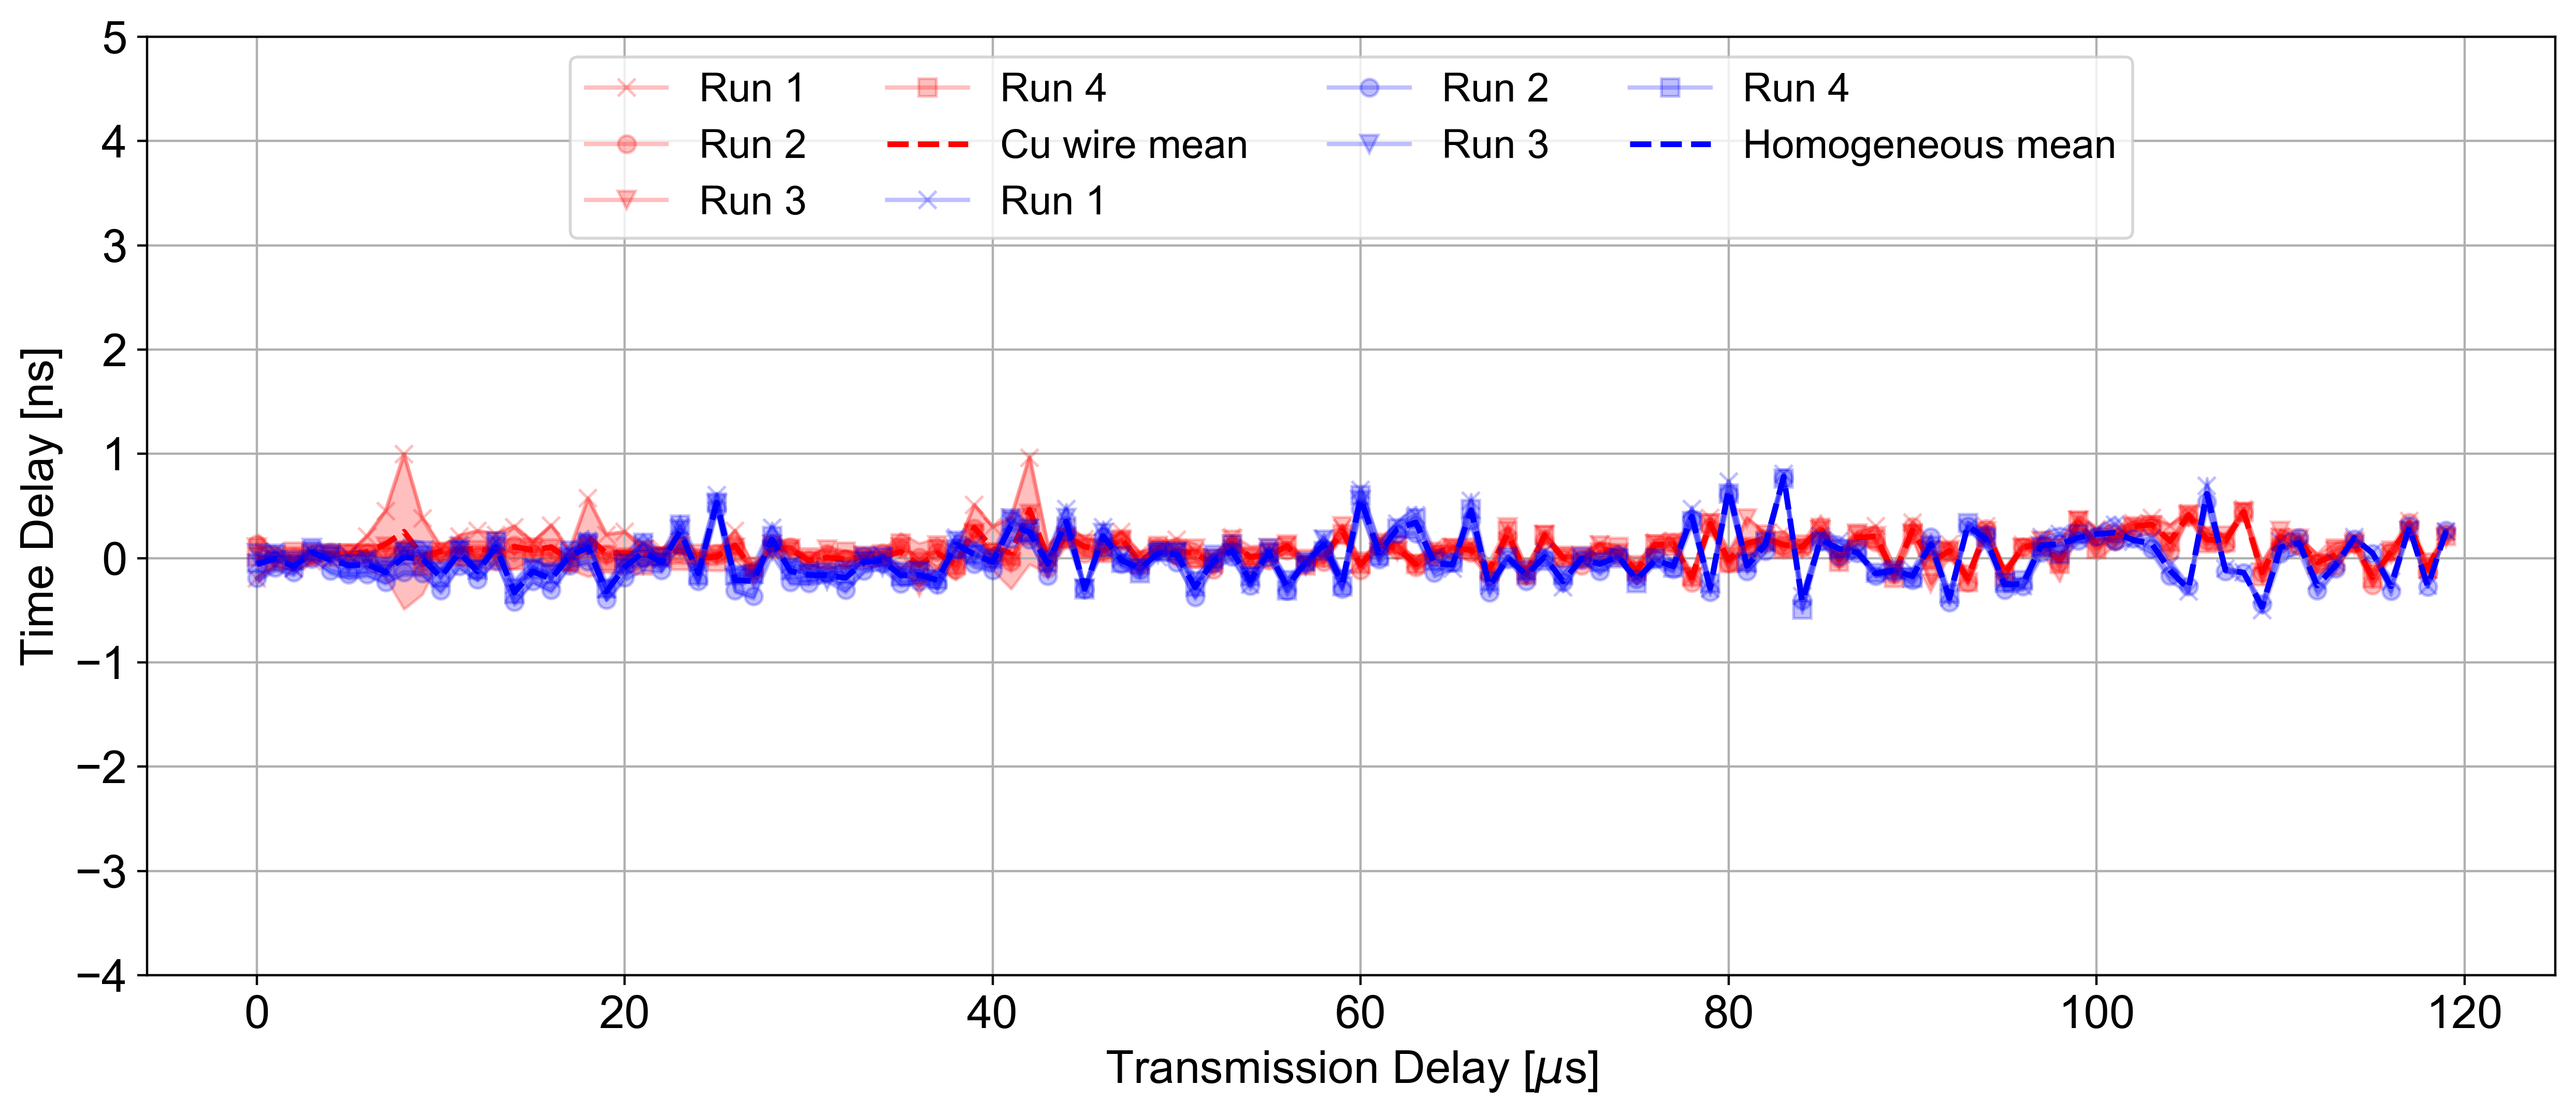 5
4
3
2
1
0
−1
−2
−3
−4
Time Delay [ns]
Run 1
Run 2
Run 3
Run 4
Cu wire mean
Run 1
Run 2
Run 3
Run 4
Homogeneous mean
0 20 40 60 80 100 120
Transmission Delay [μs]